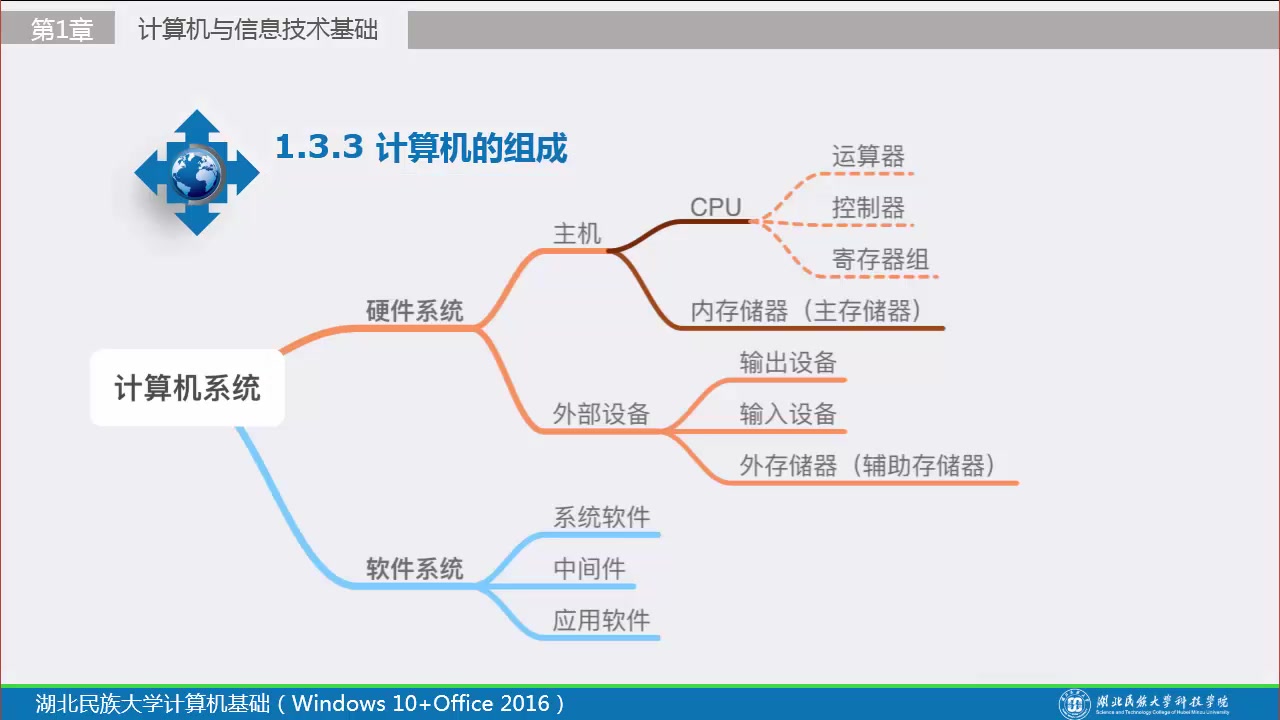 第1章
计算机与信息技术基础
1.3.3 计算机的组成
运算器
CPU
控制器
主机
寄存器组
硬件系统
内存储器（主存储器）
输出设备
计算机系统
外部设备
输入设备
外存储器（辅助存储器）
系统软件
软件系统
中间件
应用软件
湖北民族大学计算机基础（Windows 10+Office 2016）
湖北民族大学科技学院
Science and Technology College of Hubei Minzu University